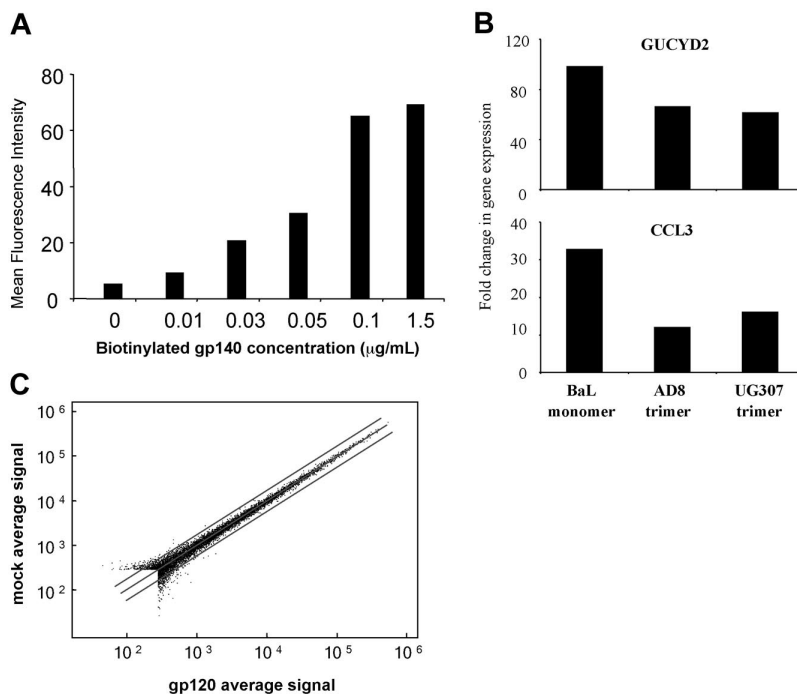 A
Mean Fluorescence Intensity
80
60
40
20
0
0 0.01 0.03 0.05 0.1 1.5
Biotinylated gp140 concentration (μg/mL)
B
Fold change in gene expression
GUCYD2
120
80
40
0
CCL3
40
30
20
10
0
BaL monomer
AD8 trimer
UG307 trimer
C
mock average signal
10^6
10^5
10^4
10^3
10^2
10^2 10^3 10^4 10^5 10^6
gp120 average signal